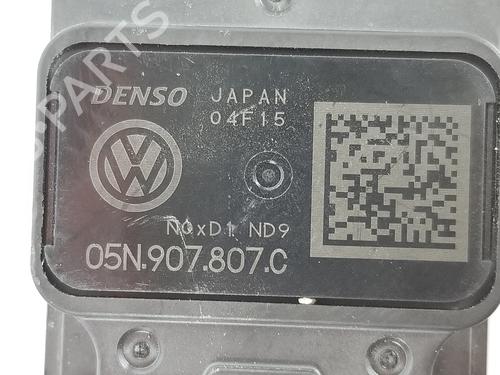 DENSO JAPAN
04F15
NOxD1 ND9
05N.907.807.C